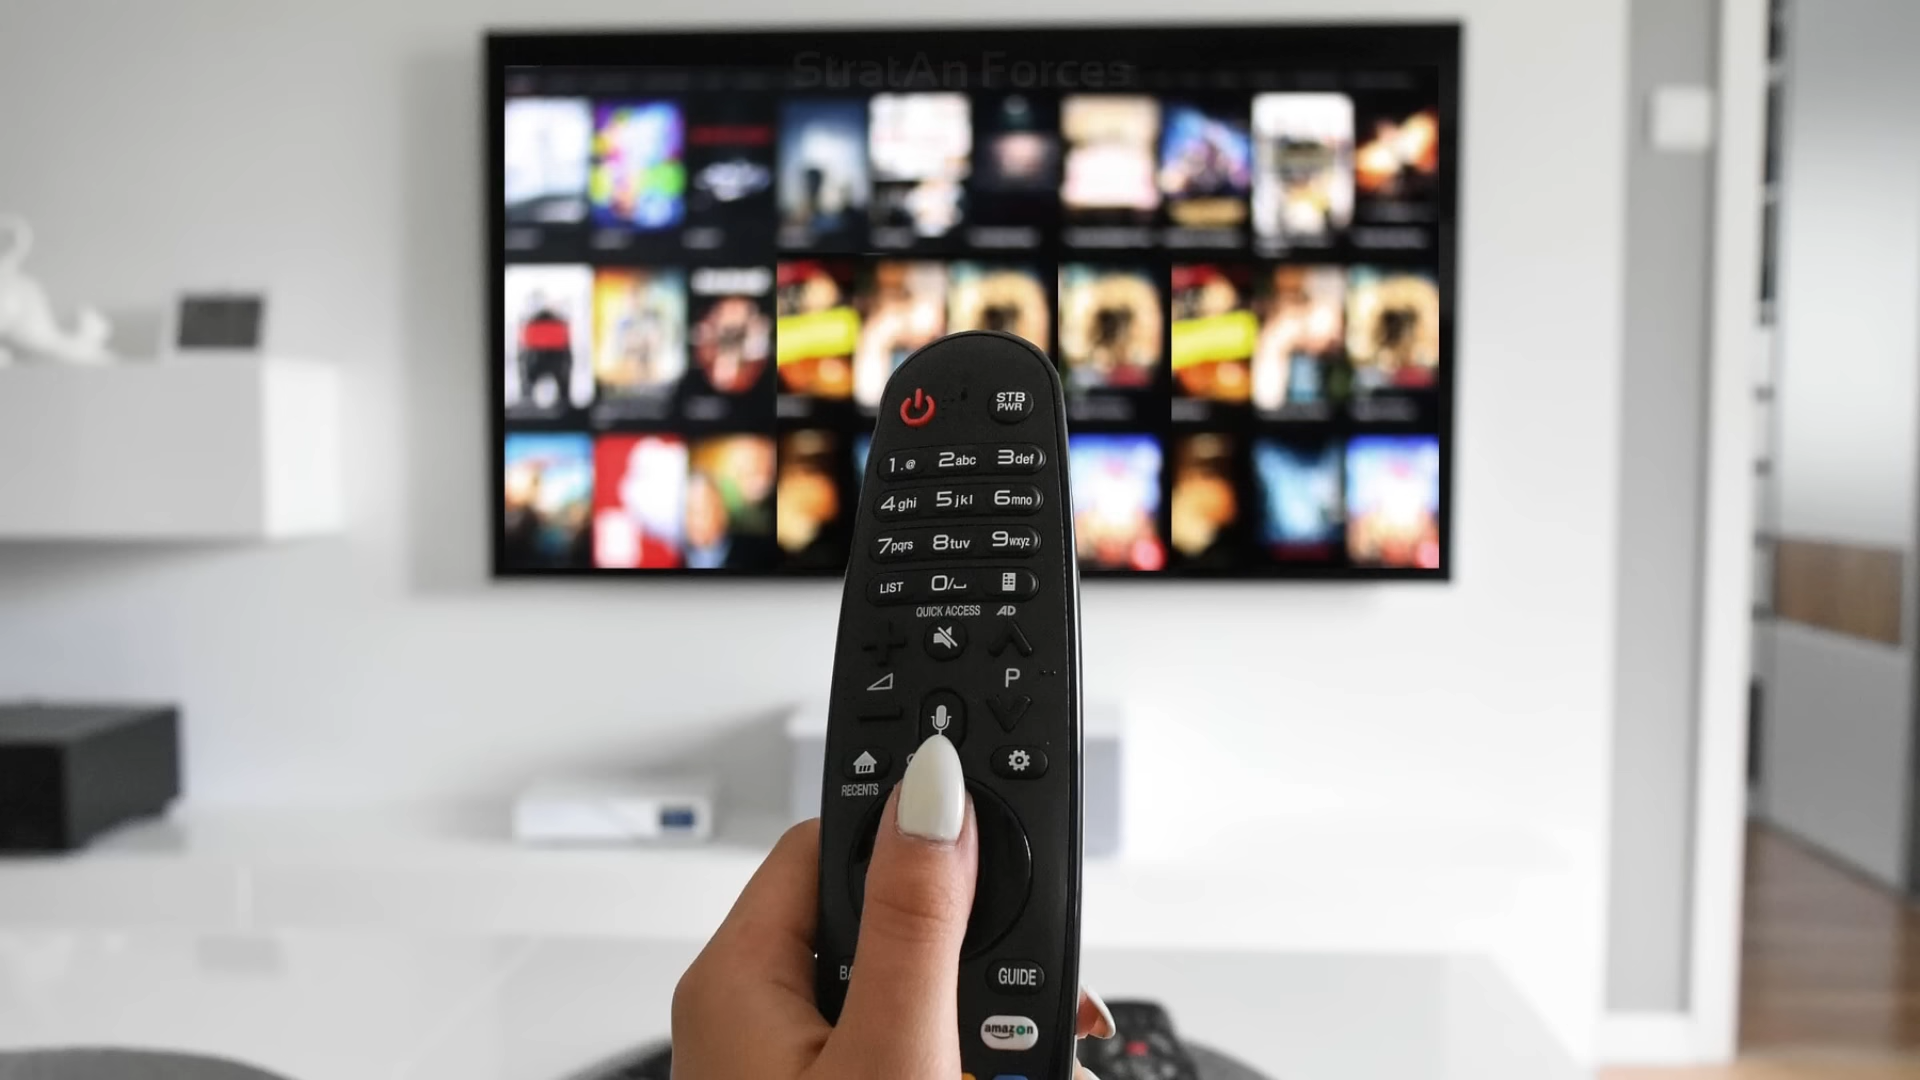 StratAn Forces
STB
PWR
1.@ 2abc 3def
4ghi 5jkl 6mno
7pqrs 8tuv 9wxyz
LIST 0/⌴
QUICK ACCESS AD
P
RECENTS
GUIDE
amazon